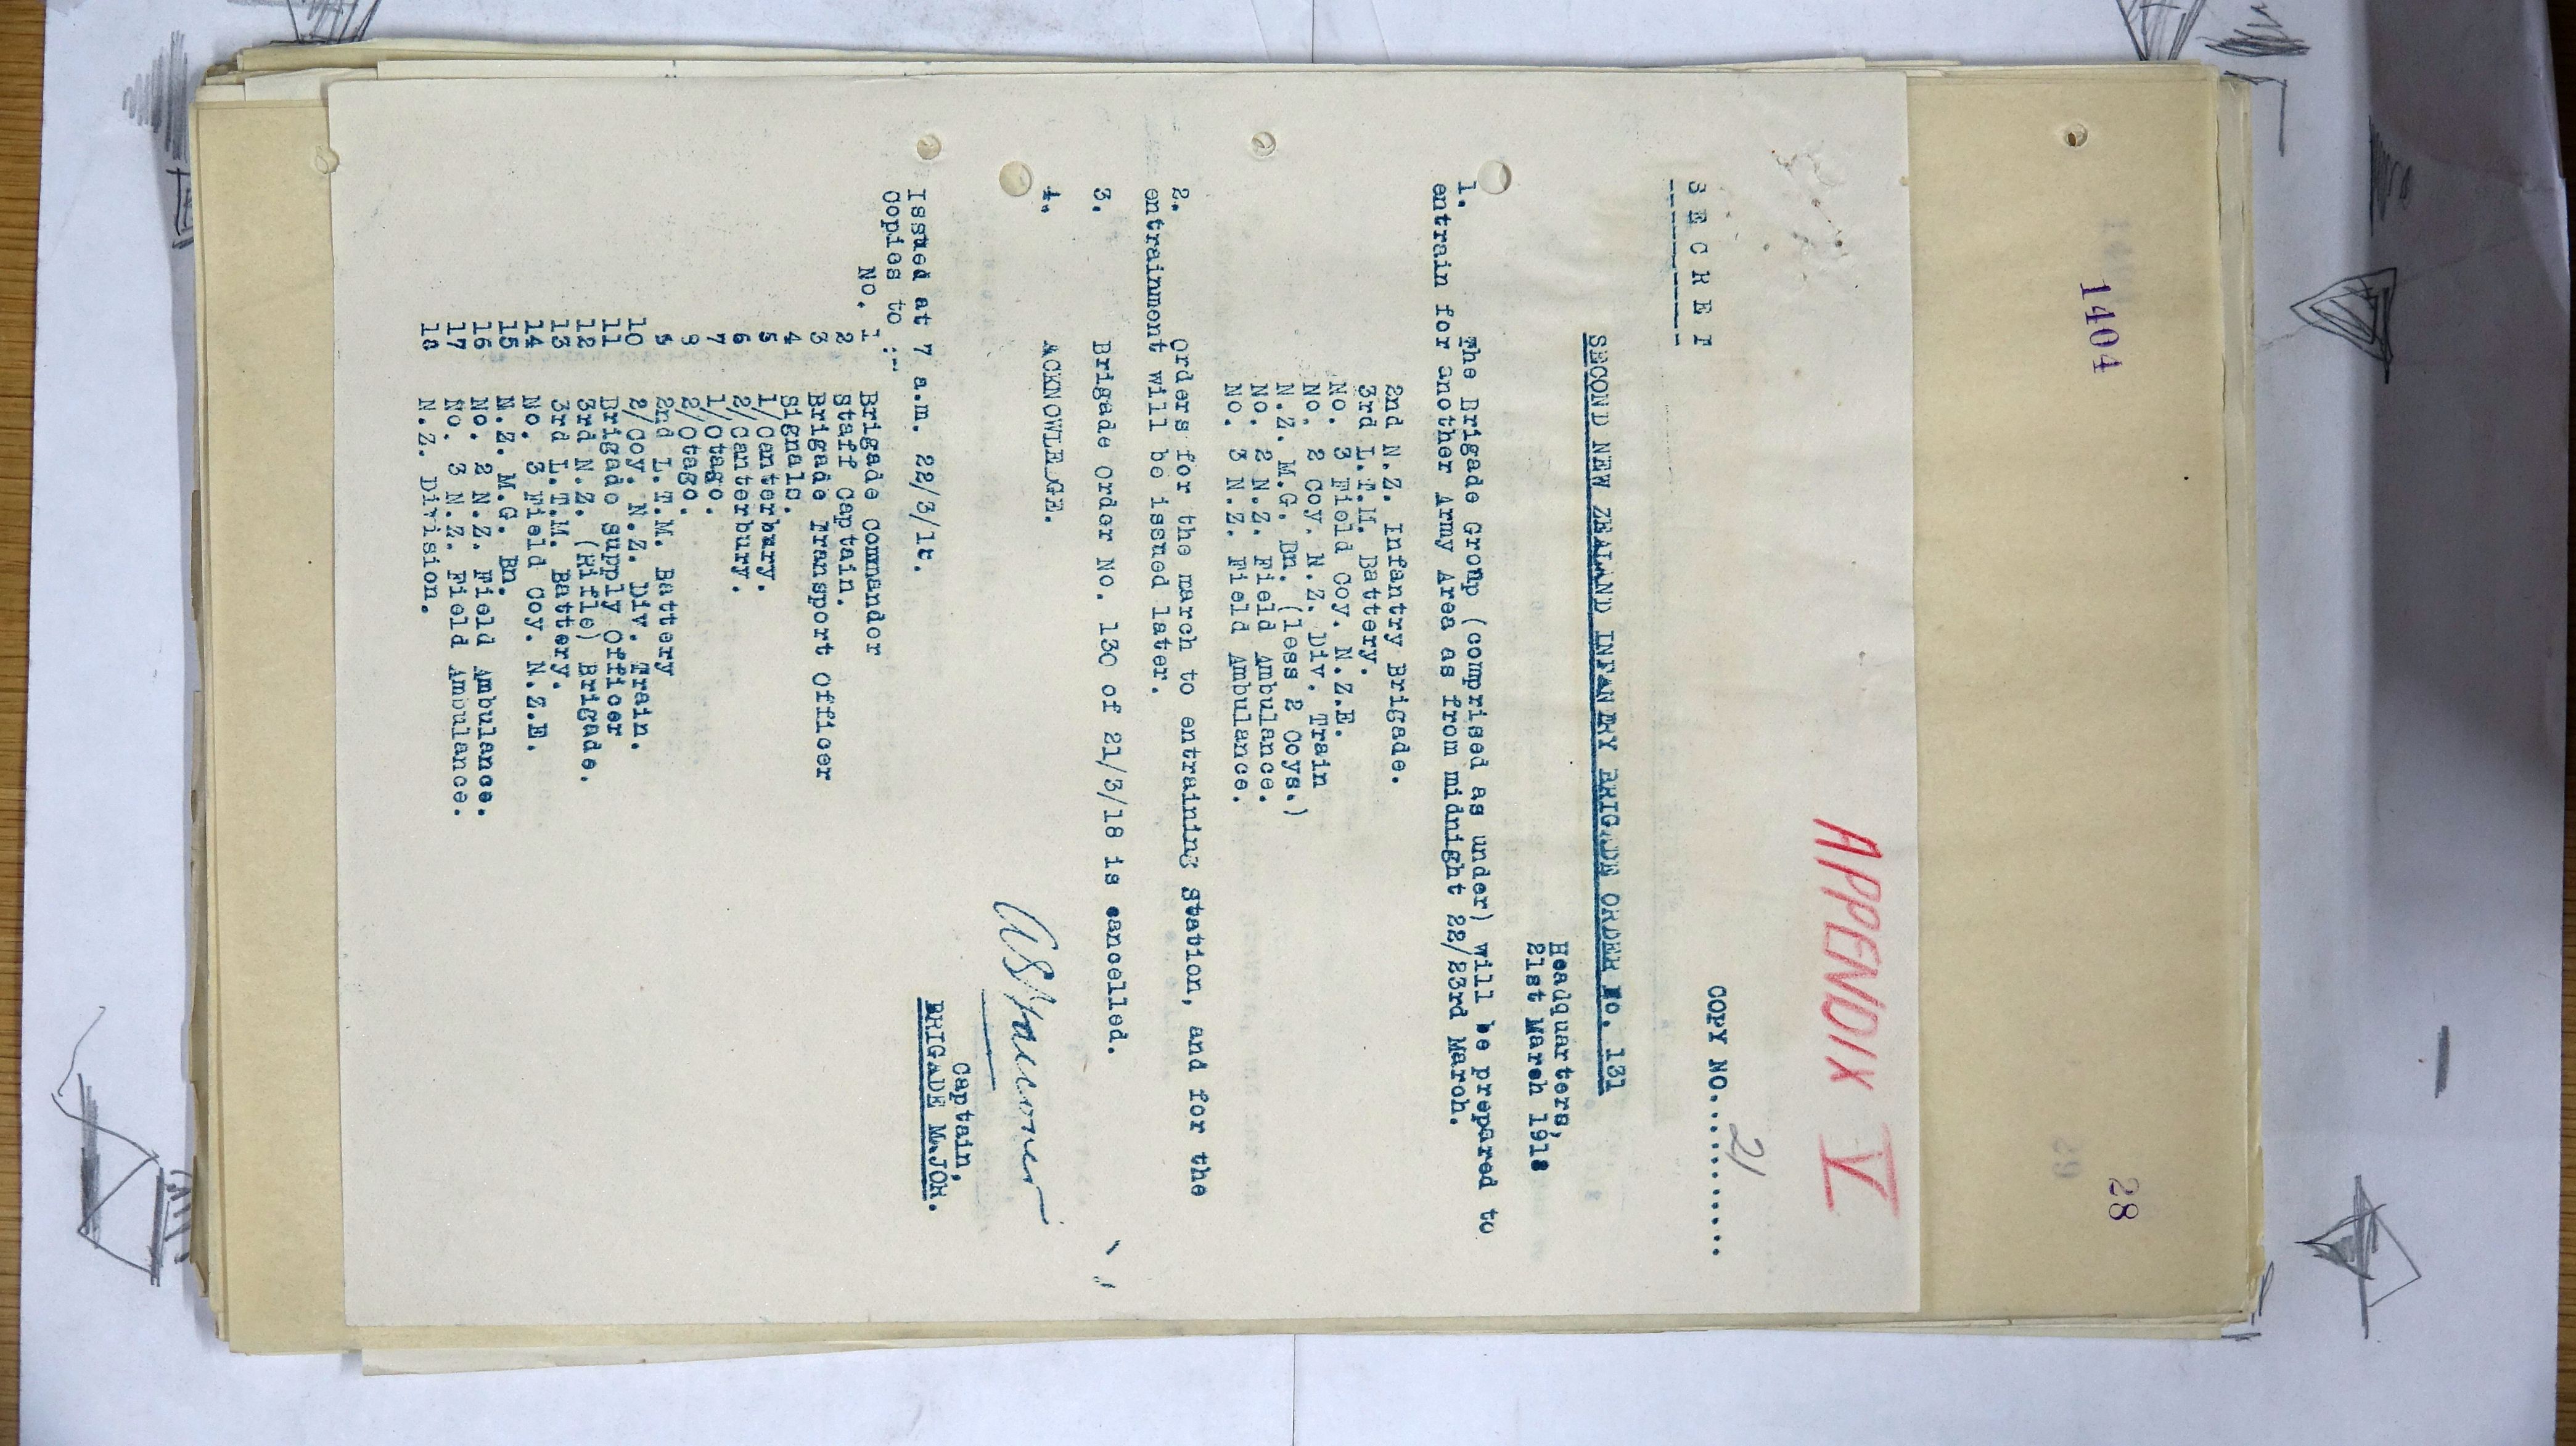 1404
28
APPENDIX V
COPY NO............ 21
S E C R E T
SECOND NEW ZEALAND INFANTRY BRIGADE ORDER No. 131
Headquarters,
21st March 1918
1. The Brigade Group (comprised as under) will be prepared to
entrain for another Army Area as from midnight 22/23rd March.
2nd N.Z. Infantry Brigade.
3rd L.T.M. Battery.
No. 3 Field Coy. N.Z.E.
No. 2 Coy. N.Z. Div. Train
N.Z. M.G. Bn. (less 2 Coys.)
No. 2 N.Z. Field Ambulance.
No. 3 N.Z. Field Ambulance.
2. Orders for the march to entraining station, and for the
entrainment will be issued later.
3. Brigade Order No. 130 of 21/3/18 is cancelled.
4. ACKNOWLEDGE.
Captain,
BRIGADE MAJOR.
Issued at 7 a.m. 22/3/18.
Copies to :-
No. 1 Brigade Commander
2 Staff Captain.
3 Brigade Transport Officer
4 Signals.
5 1/Canterbury.
6 2/Canterbury.
7 1/Otago.
8 2/Otago.
9 2nd L.T.M. Battery
10 2/Coy. N.Z. Div. Train.
11 Brigade Supply Officer
12 3rd N.Z. (Rifle) Brigade.
13 3rd L.T.M. Battery.
14 No. 3 Field Coy. N.Z.E.
15 N.Z. M.G. Bn.
16 No. 2 N.Z. Field Ambulance.
17 No. 3 N.Z. Field Ambulance.
18 N.Z. Division.